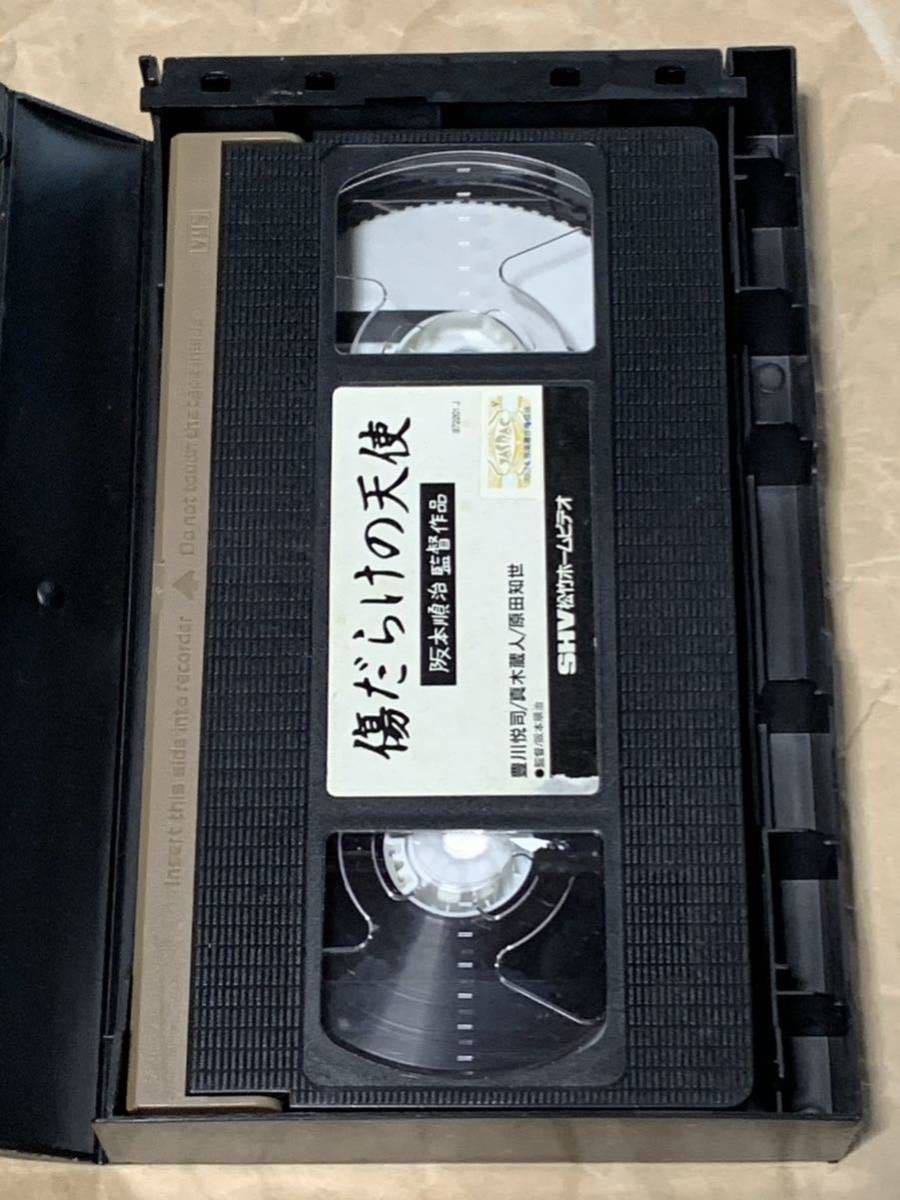 傷だらけの天使
阪本順治 監督作品
豊川悦司/真木蔵人/原田知世
●監督/阪本順治
SHV松竹ホームビデオ
JASRAC
VHS
Insert this side into recorder
Do not touch the tape inside